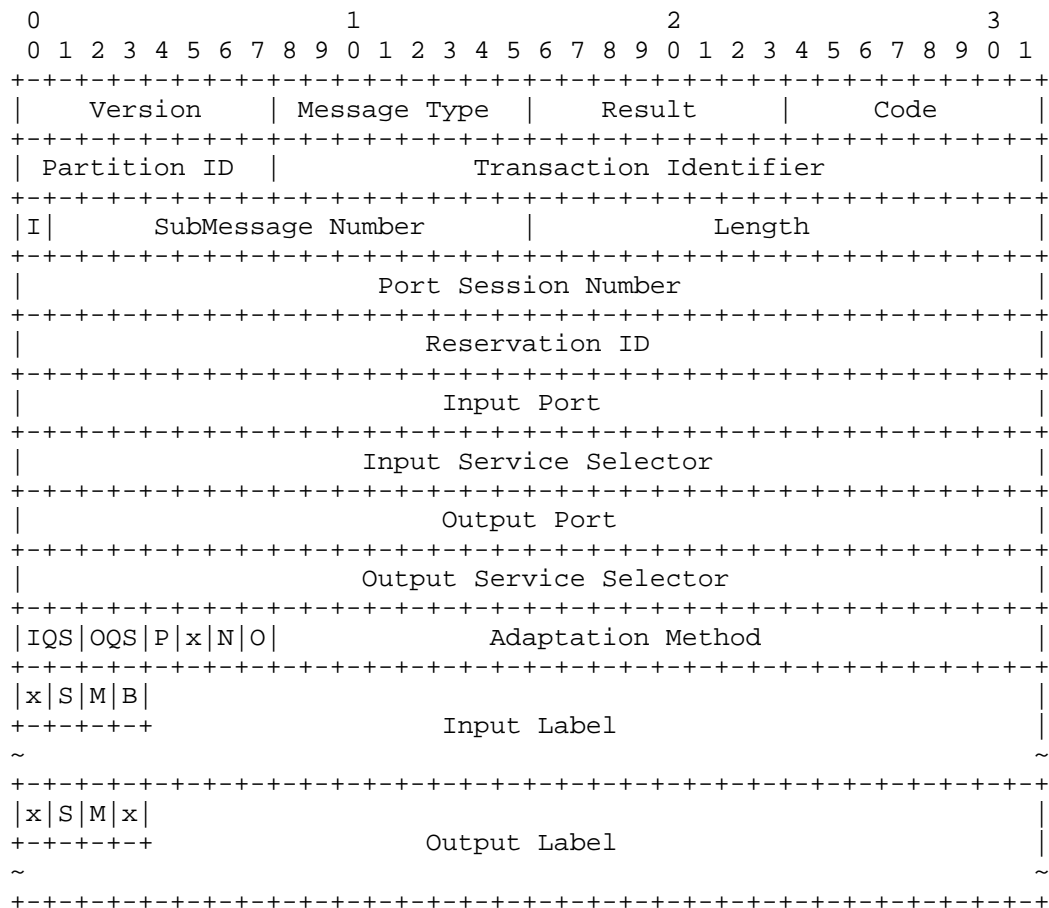 0                   1                   2                   3
 0 1 2 3 4 5 6 7 8 9 0 1 2 3 4 5 6 7 8 9 0 1 2 3 4 5 6 7 8 9 0 1
+-+-+-+-+-+-+-+-+-+-+-+-+-+-+-+-+-+-+-+-+-+-+-+-+-+-+-+-+-+-+-+-+
|    Version    | Message Type  |    Result     |     Code      |
+-+-+-+-+-+-+-+-+-+-+-+-+-+-+-+-+-+-+-+-+-+-+-+-+-+-+-+-+-+-+-+-+
| Partition ID  |            Transaction Identifier             |
+-+-+-+-+-+-+-+-+-+-+-+-+-+-+-+-+-+-+-+-+-+-+-+-+-+-+-+-+-+-+-+-+
|I|      SubMessage Number      |           Length              |
+-+-+-+-+-+-+-+-+-+-+-+-+-+-+-+-+-+-+-+-+-+-+-+-+-+-+-+-+-+-+-+-+
|                      Port Session Number                      |
+-+-+-+-+-+-+-+-+-+-+-+-+-+-+-+-+-+-+-+-+-+-+-+-+-+-+-+-+-+-+-+-+
|                         Reservation ID                        |
+-+-+-+-+-+-+-+-+-+-+-+-+-+-+-+-+-+-+-+-+-+-+-+-+-+-+-+-+-+-+-+-+
|                          Input Port                           |
+-+-+-+-+-+-+-+-+-+-+-+-+-+-+-+-+-+-+-+-+-+-+-+-+-+-+-+-+-+-+-+-+
|                     Input Service Selector                    |
+-+-+-+-+-+-+-+-+-+-+-+-+-+-+-+-+-+-+-+-+-+-+-+-+-+-+-+-+-+-+-+-+
|                          Output Port                          |
+-+-+-+-+-+-+-+-+-+-+-+-+-+-+-+-+-+-+-+-+-+-+-+-+-+-+-+-+-+-+-+-+
|                     Output Service Selector                   |
+-+-+-+-+-+-+-+-+-+-+-+-+-+-+-+-+-+-+-+-+-+-+-+-+-+-+-+-+-+-+-+-+
|IQS|OQS|P|x|N|O|             Adaptation Method                 |
+-+-+-+-+-+-+-+-+-+-+-+-+-+-+-+-+-+-+-+-+-+-+-+-+-+-+-+-+-+-+-+-+
|x|S|M|B|                                                       |
+-+-+-+-+                  Input Label                          |
~                                                               ~
+-+-+-+-+-+-+-+-+-+-+-+-+-+-+-+-+-+-+-+-+-+-+-+-+-+-+-+-+-+-+-+-+
|x|S|M|x|                                                       |
+-+-+-+-+                 Output Label                          |
~                                                               ~
+-+-+-+-+-+-+-+-+-+-+-+-+-+-+-+-+-+-+-+-+-+-+-+-+-+-+-+-+-+-+-+-+